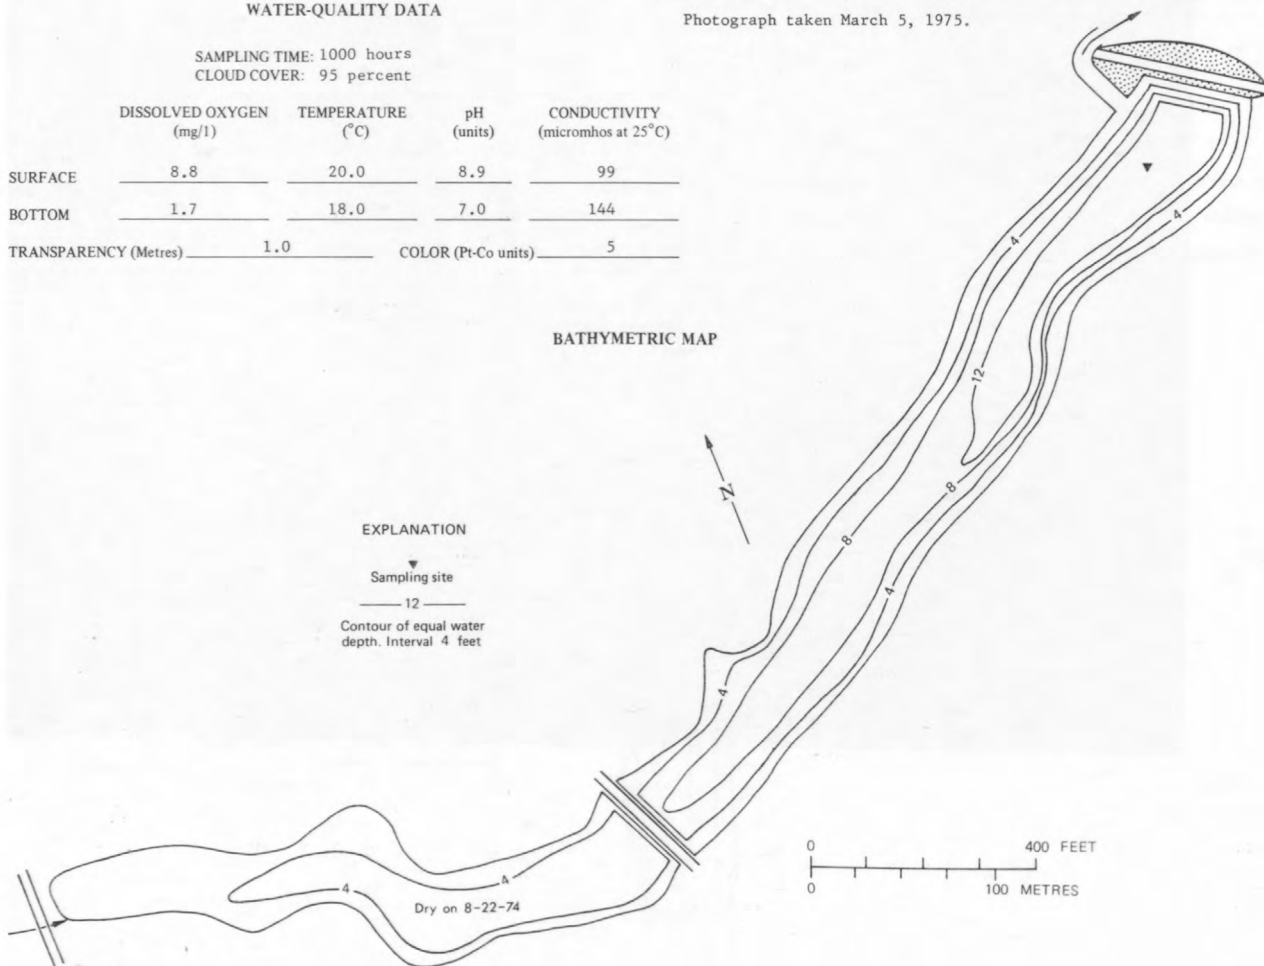 WATER-QUALITY DATA
Photograph taken March 5, 1975.
SAMPLING TIME: 1000 hours
CLOUD COVER: 95 percent
DISSOLVED OXYGEN (mg/l) TEMPERATURE (°C) pH (units) CONDUCTIVITY (micromhos at 25°C)
SURFACE 8.8 20.0 8.9 99
BOTTOM 1.7 18.0 7.0 144
TRANSPARENCY (Metres) 1.0 COLOR (Pt-Co units) 5
BATHYMETRIC MAP
4
4
12
N
8
8
4
4
EXPLANATION
Sampling site
12
Contour of equal water
depth. Interval 4 feet
0 400 FEET
0 100 METRES
4
4
Dry on 8-22-74